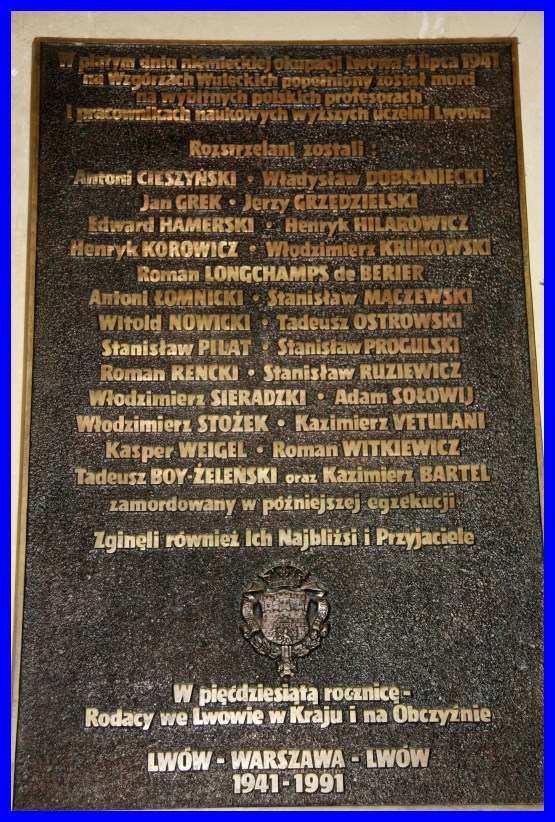 W piątym dniu niemieckiej okupacji Lwowa 4 lipca 1941
na Wzgórzach Wuleckich popełniony został mord
na wybitnych polskich profesorach
i pracownikach naukowych wyższych uczelni Lwowa
Rozstrzelani zostali :
Antoni CIESZYŃSKI • Władysław DOBRANIECKI
Jan GREK • Jerzy GRZĘDZIELSKI
Edward HAMERSKI • Henryk HILAROWICZ
Henryk KOROWICZ • Włodzimierz KRUKOWSKI
Roman LONGCHAMPS de BERIER
Antoni ŁOMNICKI • Stanisław MĄCZEWSKI
Witold NOWICKI • Tadeusz OSTROWSKI
Stanisław PILAT • Stanisław PROGULSKI
Roman RENCKI • Stanisław RUZIEWICZ
Włodzimierz SIERADZKI • Adam SOŁOWIJ
Włodzimierz STOŻEK • Kazimierz VETULANI
Kasper WEIGEL • Roman WITKIEWICZ
Tadeusz BOY-ŻELEŃSKI oraz Kazimierz BARTEL
zamordowany w późniejszej egzekucji
Zginęli również Ich Najbliżsi i Przyjaciele
W pięćdziesiątą rocznicę -
Rodacy we Lwowie w Kraju i na Obczyźnie
LWÓW - WARSZAWA - LWÓW
1941 - 1991